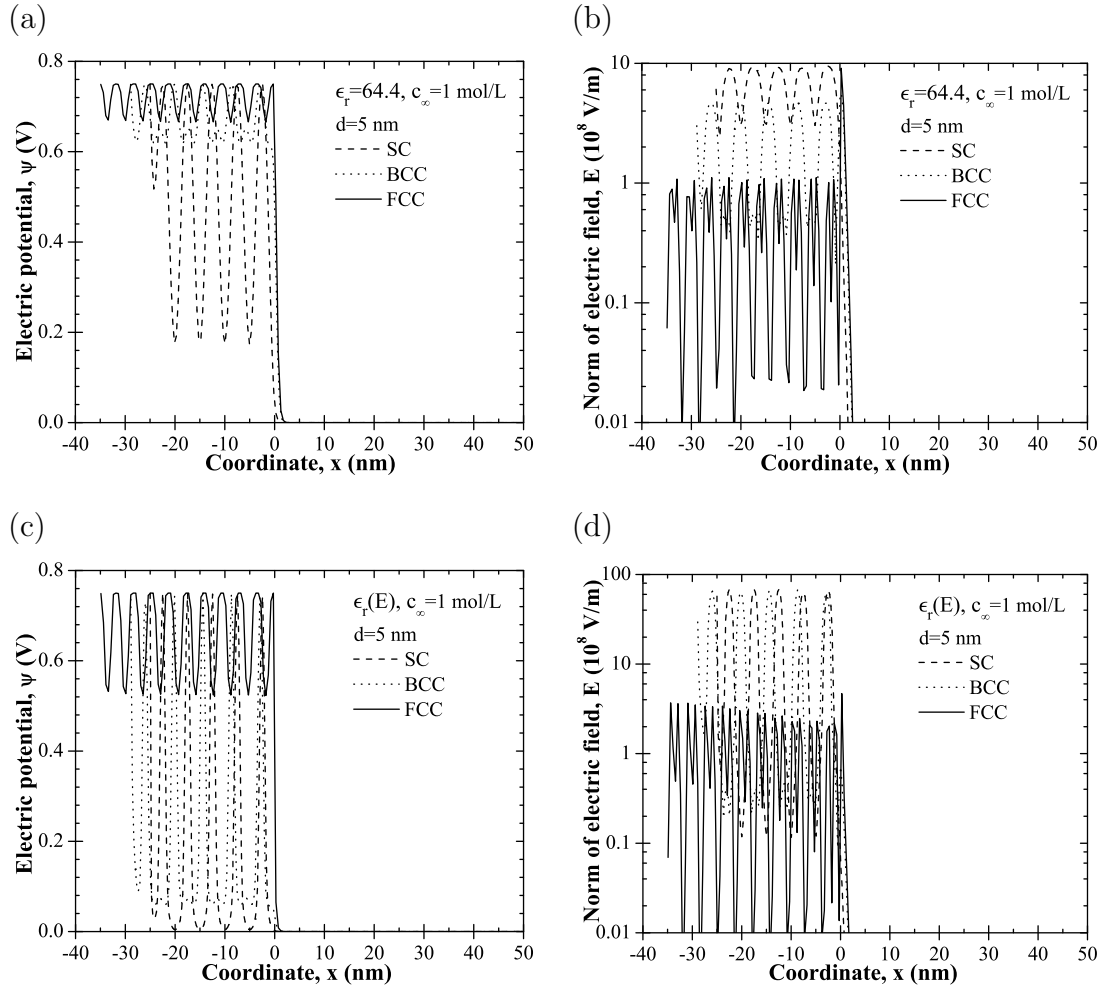 (a)
0.8
0.6
0.4
0.2
0.0
Electric potential, ψ (V)
ϵr=64.4, c∞=1 mol/L
d=5 nm
SC
BCC
FCC
-40 -30 -20 -10 0 10 20 30 40 50
Coordinate, x (nm)
(b)
10
1
0.1
0.01
Norm of electric field, E (10⁸ V/m)
ϵr=64.4, c∞=1 mol/L
d=5 nm
SC
BCC
FCC
-40 -30 -20 -10 0 10 20 30 40 50
Coordinate, x (nm)
(c)
0.8
0.6
0.4
0.2
0.0
Electric potential, ψ (V)
ϵr(E), c∞=1 mol/L
d=5 nm
SC
BCC
FCC
-40 -30 -20 -10 0 10 20 30 40 50
Coordinate, x (nm)
(d)
100
10
1
0.1
0.01
Norm of electric field, E (10⁸ V/m)
ϵr(E), c∞=1 mol/L
d=5 nm
SC
BCC
FCC
-40 -30 -20 -10 0 10 20 30 40 50
Coordinate, x (nm)